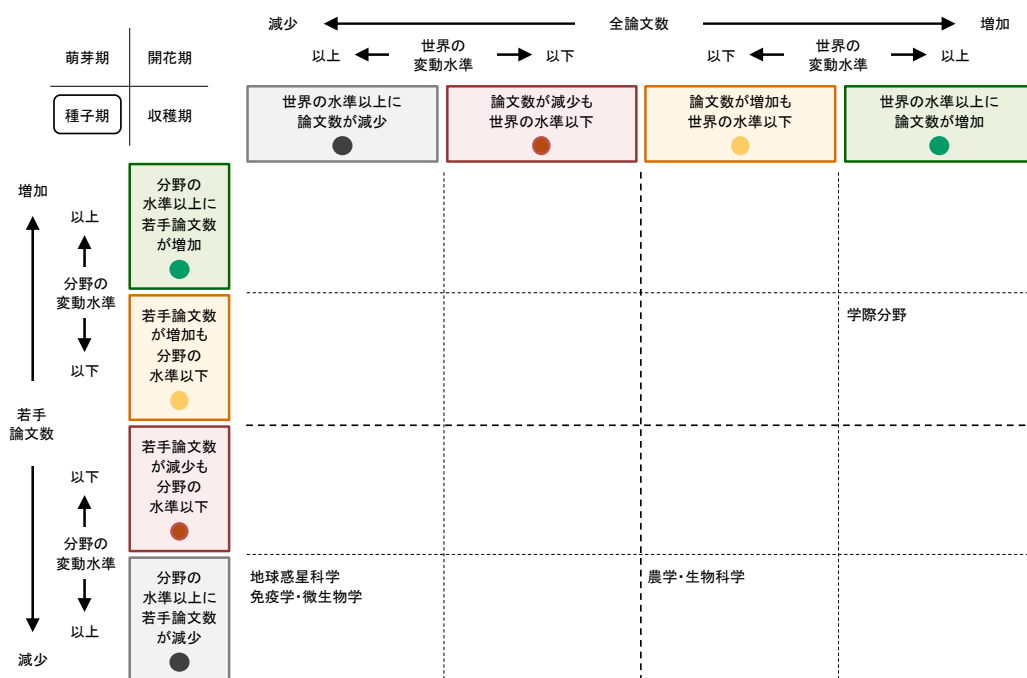 減少
全論文数
増加
以上
世界の
変動水準
以下
以下
世界の
変動水準
以上
萌芽期
開花期
種子期
収穫期
世界の水準以上に
論文数が減少
論文数が減少も
世界の水準以下
論文数が増加も
世界の水準以下
世界の水準以上に
論文数が増加
増加
以上
分野の
変動水準
以下
若手
論文数
以下
分野の
変動水準
以上
減少
分野の
水準以上に
若手論文数
が増加
若手論文数
が増加も
分野の
水準以下
学際分野
若手論文数
が減少も
分野の
水準以下
分野の
水準以上に
若手論文数
が減少
地球惑星科学
免疫学・微生物学
農学・生物科学